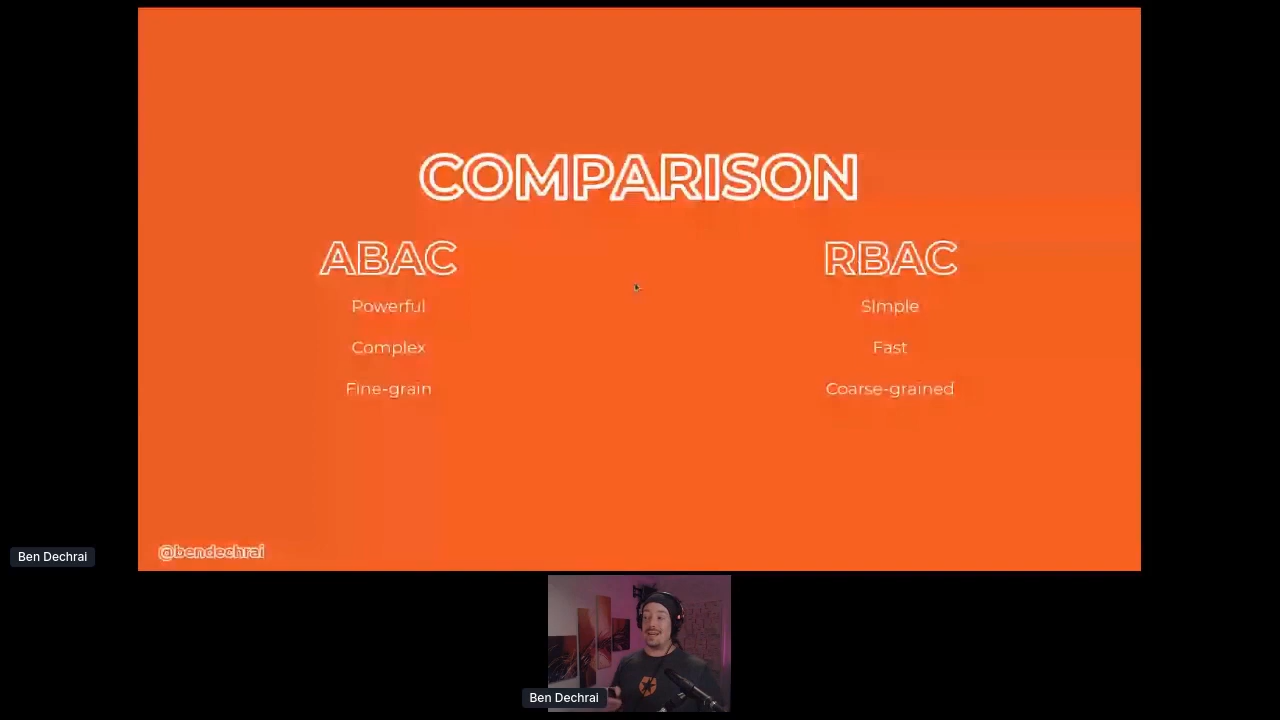 COMPARISON
ABAC
Powerful
Complex
Fine-grain
RBAC
SImple
Fast
Coarse-grained
@bendechrai
Ben Dechrai
Ben Dechrai